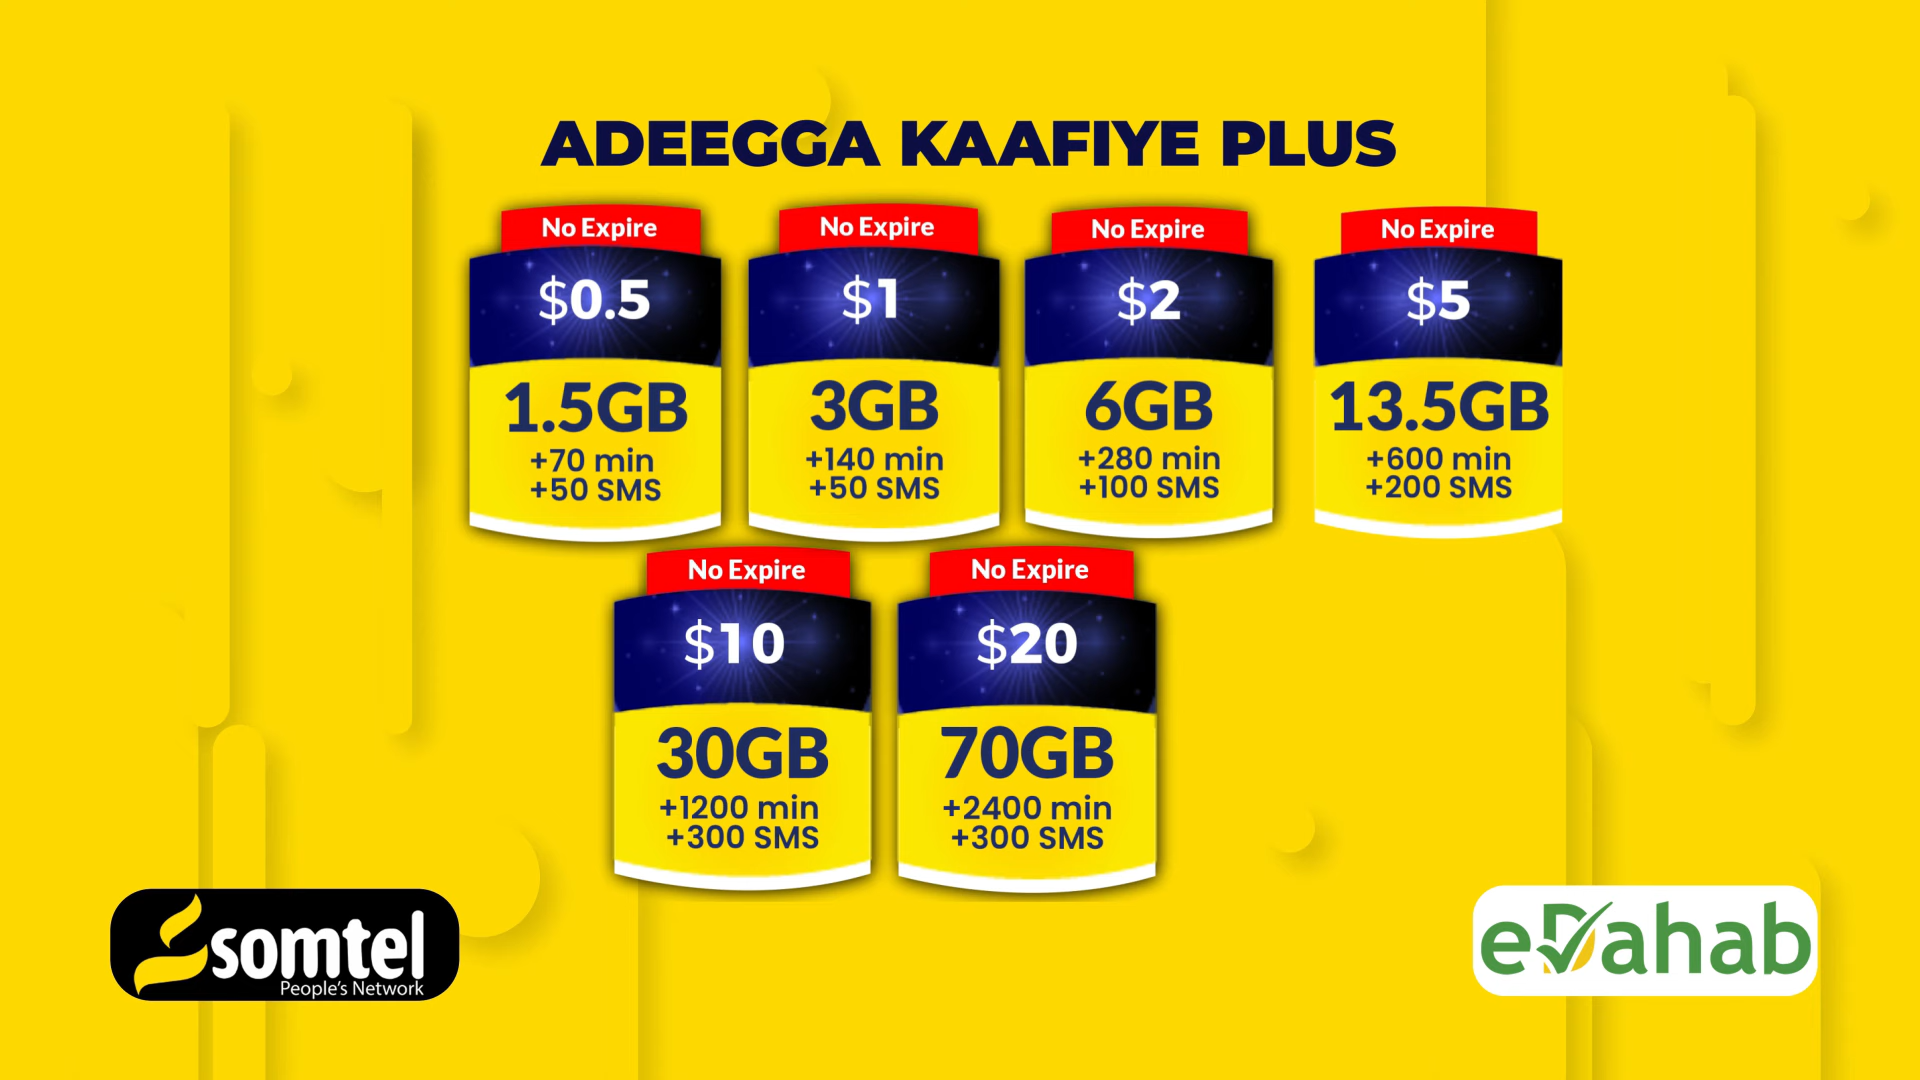 ADEEGGA KAAFIYE PLUS
No Expire
$0.5
1.5GB
+70 min
+50 SMS
No Expire
$1
3GB
+140 min
+50 SMS
No Expire
$2
6GB
+280 min
+100 SMS
No Expire
$5
13.5GB
+600 min
+200 SMS
No Expire
$10
30GB
+1200 min
+300 SMS
No Expire
$20
70GB
+2400 min
+300 SMS
somtel
People's Network
eDahab